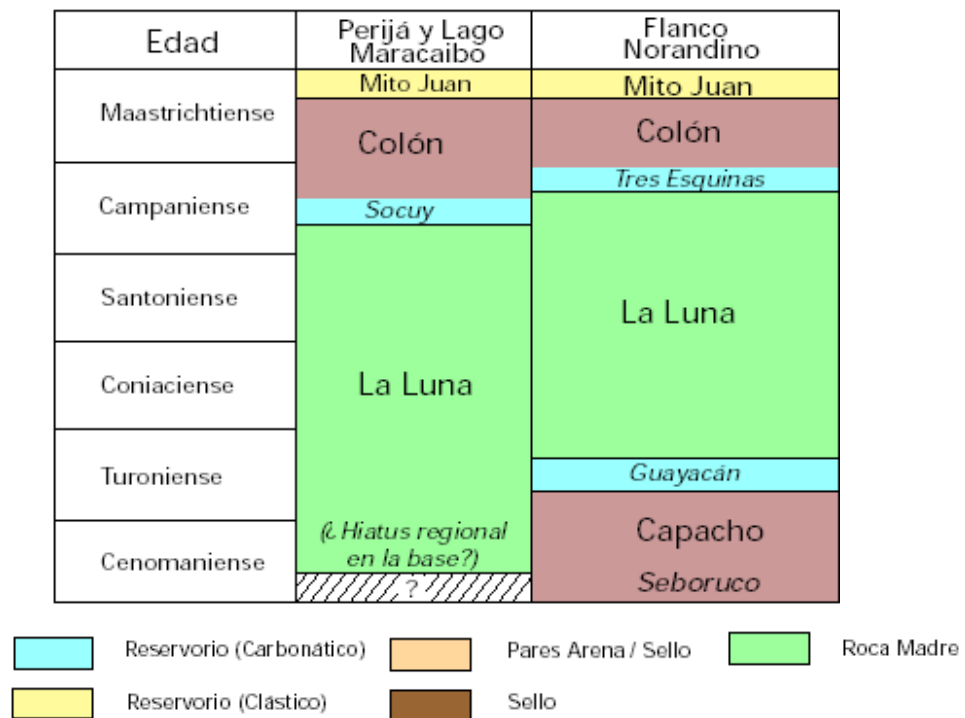 Edad
Perijá y Lago
Maracaibo
Flanco
Norandino
Maastrichtiense
Campaniense
Santoniense
Coniaciense
Turoniense
Cenomaniense
Mito Juan
Colón
Socuy
La Luna
(¿Hiatus regional
en la base?)
?
Mito Juan
Colón
Tres Esquinas
La Luna
Guayacán
Capacho
Seboruco
Reservorio (Carbonático)
Pares Arena / Sello
Roca Madre
Reservorio (Clástico)
Sello